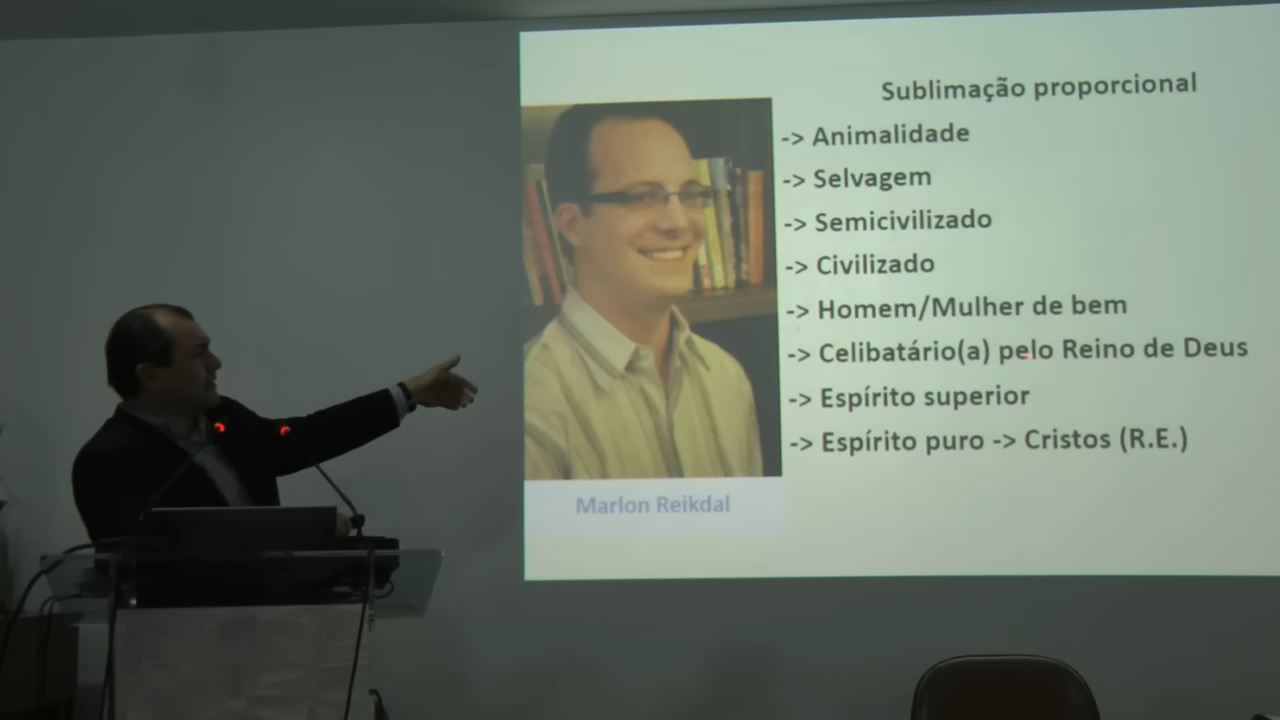 Sublimação proporcional
-> Animalidade
-> Selvagem
-> Semicivilizado
-> Civilizado
-> Homem/Mulher de bem
-> Celibatário(a) pelo Reino de Deus
-> Espírito superior
-> Espírito puro -> Cristos (R.E.)
Marlon Reikdal